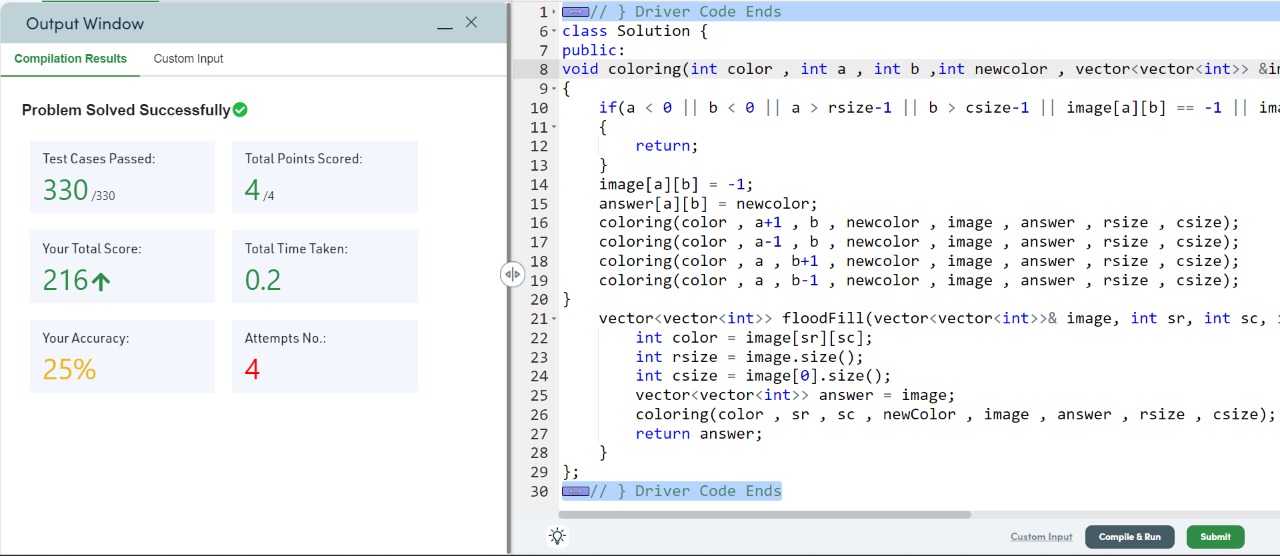 Output Window
Compilation Results
Custom Input
Problem Solved Successfully
Test Cases Passed:
330 /330
Total Points Scored:
4 /4
Your Total Score:
216
Total Time Taken:
0.2
Your Accuracy:
25%
Attempts No.:
4
1 // } Driver Code Ends
6 class Solution {
7 public:
8 void coloring(int color , int a , int b ,int newcolor , vector<vector<int>> &
9 {
10 if(a < 0 || b < 0 || a > rsize-1 || b > csize-1 || image[a][b] == -1 ||
11 {
12 return;
13 }
14 image[a][b] = -1;
15 answer[a][b] = newcolor;
16 coloring(color , a+1 , b , newcolor , image , answer , rsize , csize);
17 coloring(color , a-1 , b , newcolor , image , answer , rsize , csize);
18 coloring(color , a , b+1 , newcolor , image , answer , rsize , csize);
19 coloring(color , a , b-1 , newcolor , image , answer , rsize , csize);
20 }
21 vector<vector<int>> floodFill(vector<vector<int>>& image, int sr, int sc,
22 int color = image[sr][sc];
23 int rsize = image.size();
24 int csize = image[0].size();
25 vector<vector<int>> answer = image;
26 coloring(color , sr , sc , newColor , image , answer , rsize , csize);
27 return answer;
28 }
29 };
30 // } Driver Code Ends
Custom Input
Compile & Run
Submit